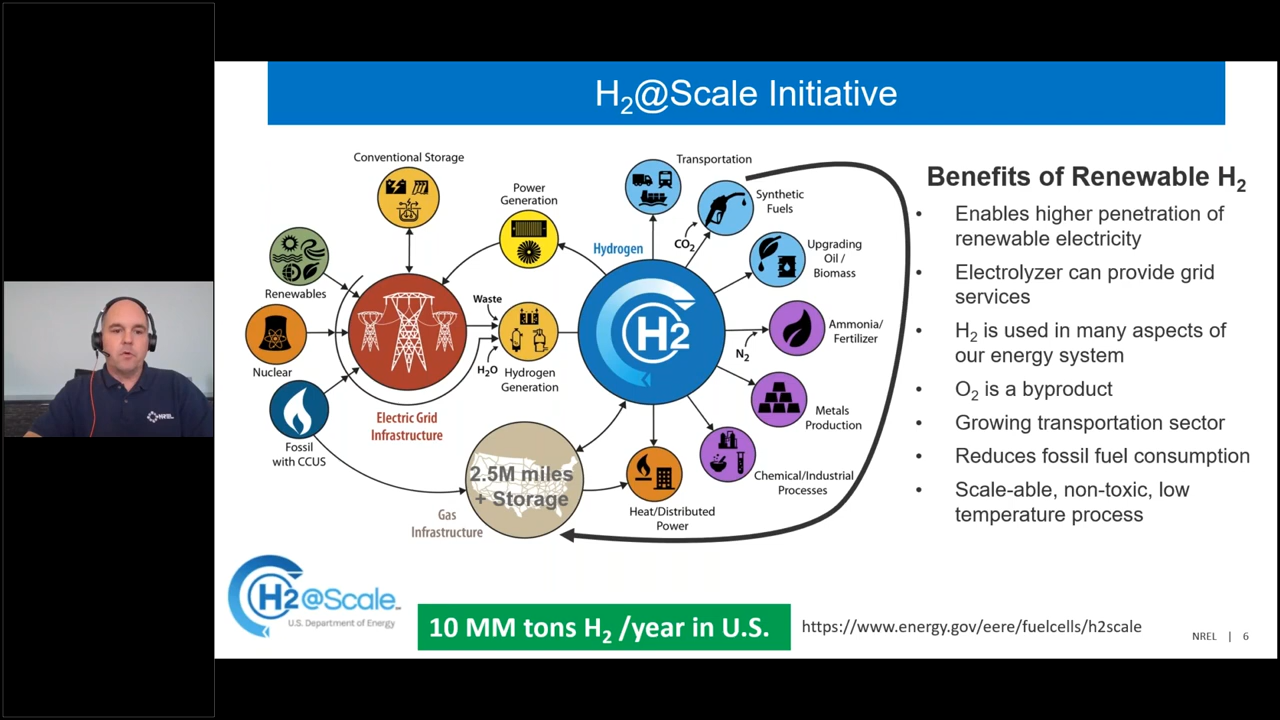 H2@Scale Initiative
Conventional Storage
Power
Generation
Renewables
Nuclear
Fossil
with CCUS
Electric Grid
Infrastructure
Waste
H2O
Hydrogen
Generation
Hydrogen
H2
Transportation
Synthetic
Fuels
CO2
Upgrading
Oil /
Biomass
Ammonia/
Fertilizer
N2
Metals
Production
Chemical/Industrial
Processes
Heat/Distributed
Power
2.5M miles
+ Storage
Gas
Infrastructure
Benefits of Renewable H2
• Enables higher penetration of
renewable electricity
• Electrolyzer can provide grid
services
• H2 is used in many aspects of
our energy system
• O2 is a byproduct
• Growing transportation sector
• Reduces fossil fuel consumption
• Scale-able, non-toxic, low
temperature process
NREL
H2@Scale
U.S. Department of Energy
10 MM tons H2 /year in U.S.
https://www.energy.gov/eere/fuelcells/h2scale
NREL | 6